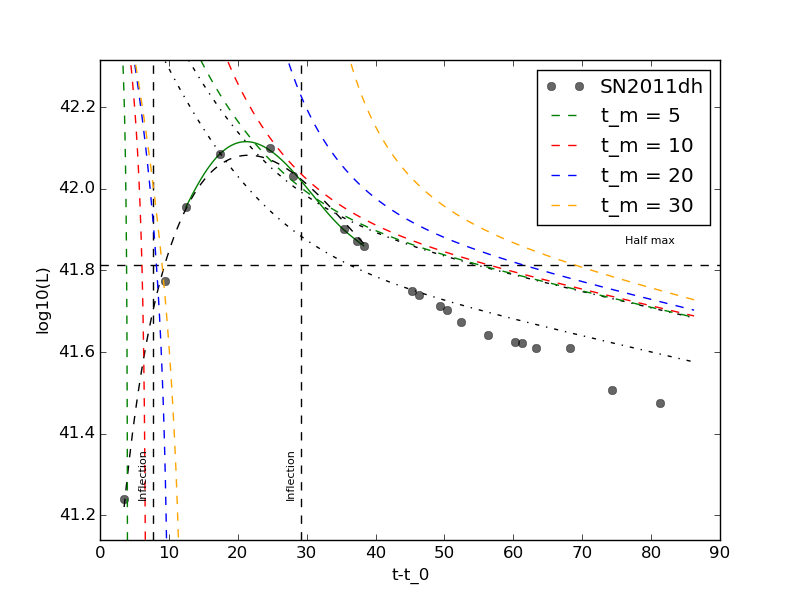 42.2
42.0
41.8
41.6
41.4
41.2
log10(L)
SN2011dh
t_m = 5
t_m = 10
t_m = 20
t_m = 30
Half max
Inflection
Inflection
0 10 20 30 40 50 60 70 80 90
t-t_0